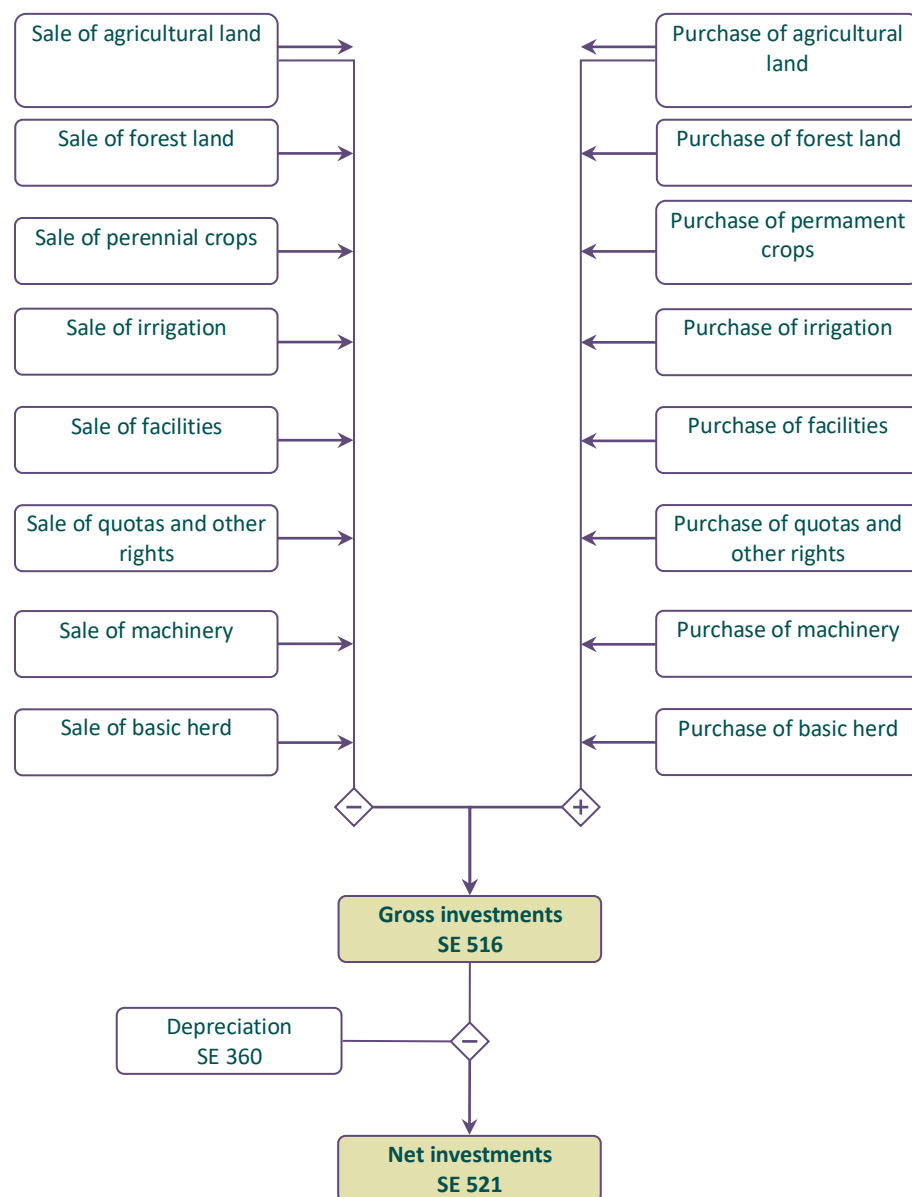 Sale of agricultural land
Purchase of agricultural
land
Sale of forest land
Purchase of forest land
Sale of perennial crops
Purchase of permament
crops
Sale of irrigation
Purchase of irrigation
Sale of facilities
Purchase of facilities
Sale of quotas and other
rights
Purchase of quotas and
other rights
Sale of machinery
Purchase of machinery
Sale of basic herd
Purchase of basic herd
−
+
Gross investments
SE 516
Depreciation
SE 360
−
Net investments
SE 521